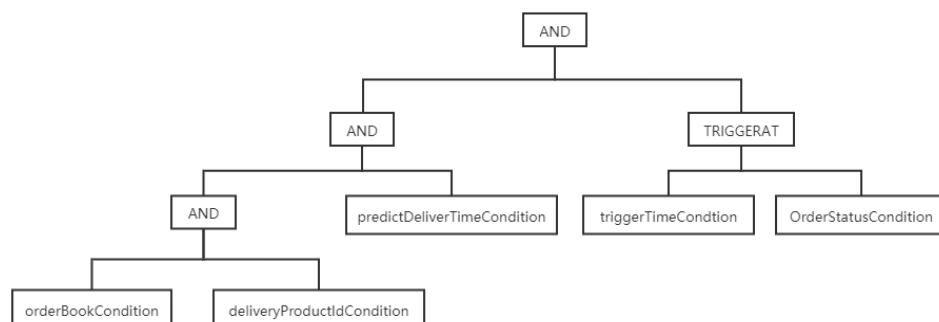 AND
AND
TRIGGERAT
AND
predictDeliverTimeCondition
triggerTimeCondtion
OrderStatusCondition
orderBookCondition
deliveryProductIdCondition